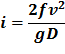 i = 2fv² / gD